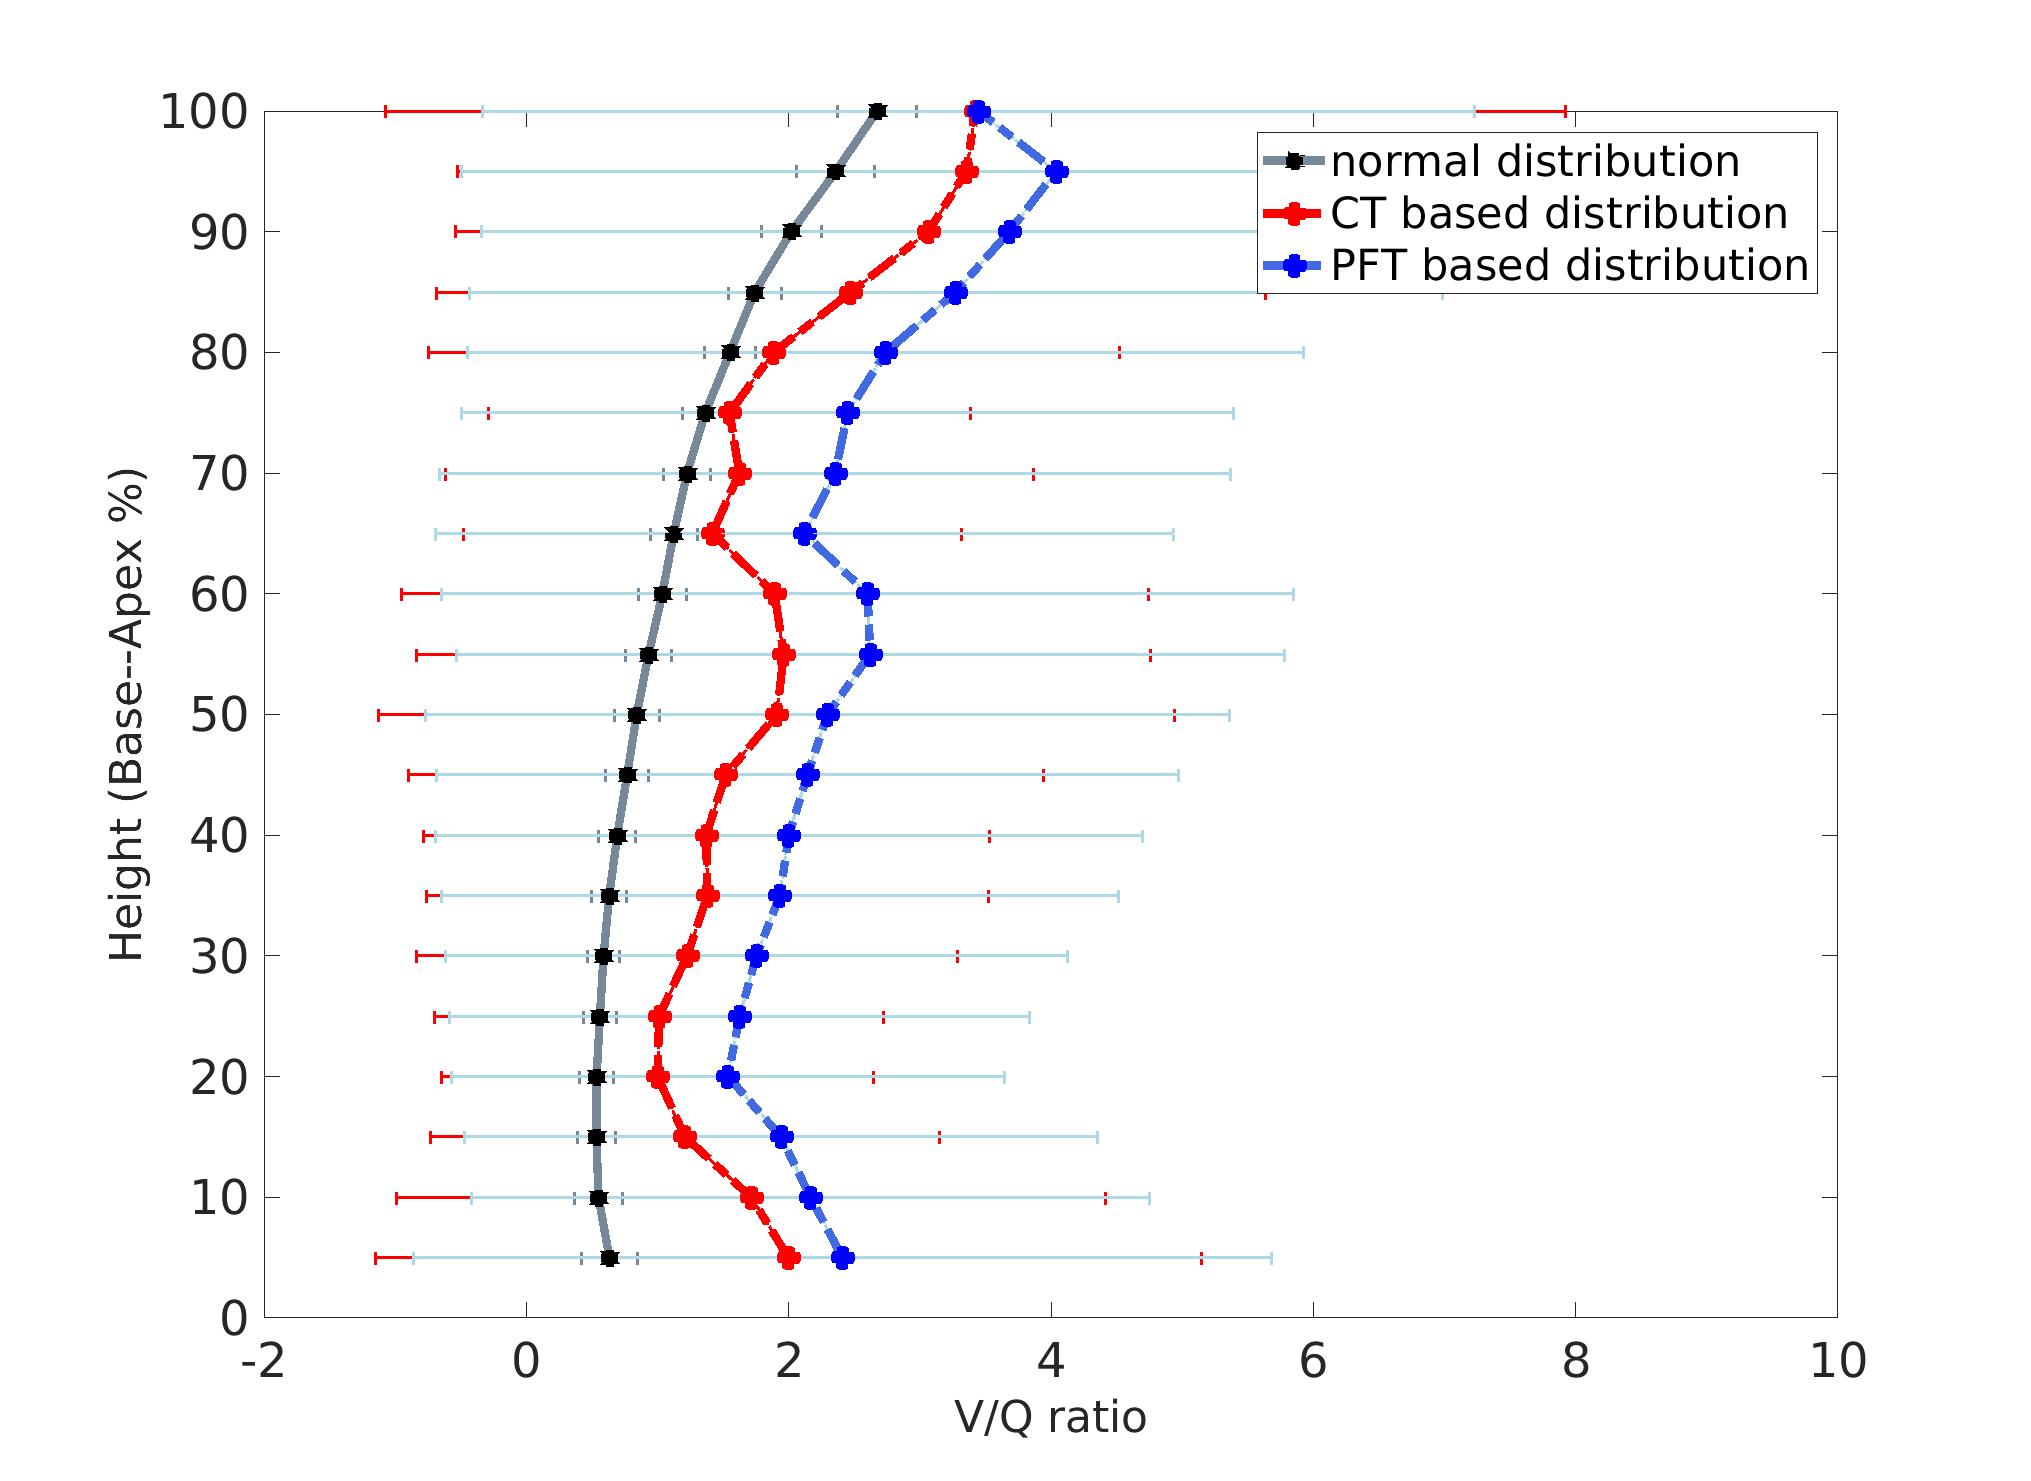 100
90
80
70
60
50
40
30
20
10
0
-2 0 2 4 6 8 10
Height (Base--Apex %)
V/Q ratio
normal distribution
CT based distribution
PFT based distribution